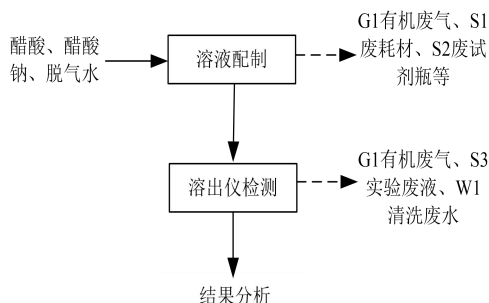 G1有机废气、S1
废耗材、S2废试
剂瓶等
醋酸、醋酸
钠、脱气水
溶液配制
G1有机废气、S3
实验废液、W1
清洗废水
溶出仪检测
结果分析